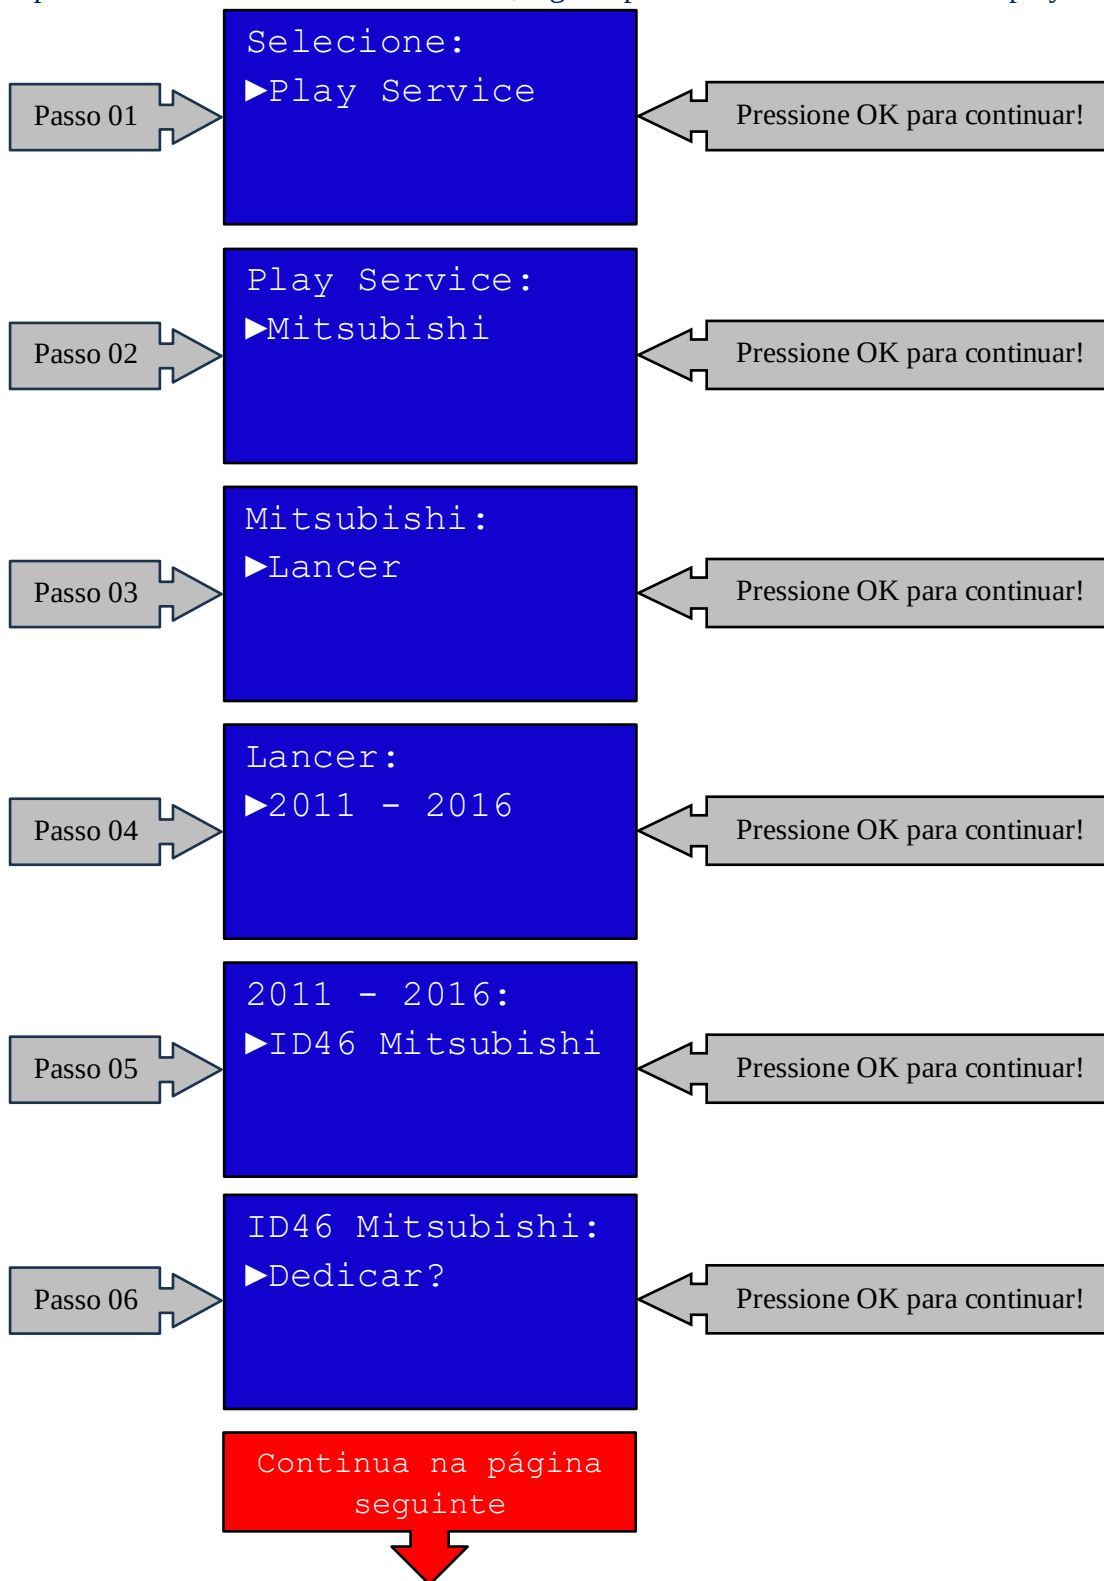 Selecione:
►Play Service
Passo 01
Pressione OK para continuar!
Play Service:
►Mitsubishi
Passo 02
Pressione OK para continuar!
Mitsubishi:
►Lancer
Passo 03
Pressione OK para continuar!
Lancer:
►2011 - 2016
Passo 04
Pressione OK para continuar!
2011 - 2016:
►ID46 Mitsubishi
Passo 05
Pressione OK para continuar!
ID46 Mitsubishi:
►Dedicar?
Passo 06
Pressione OK para continuar!
Continua na página
seguinte